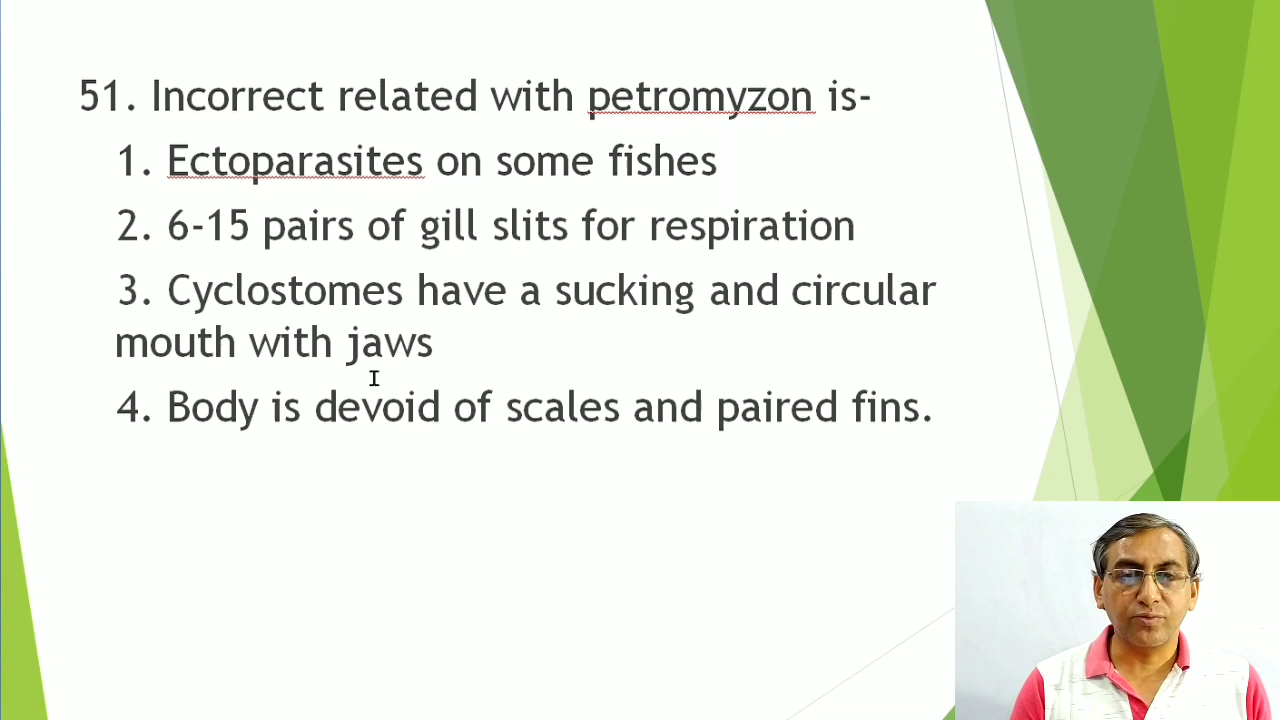 51. Incorrect related with petromyzon is-
1. Ectoparasites on some fishes
2. 6-15 pairs of gill slits for respiration
3. Cyclostomes have a sucking and circular
mouth with jaws
4. Body is devoid of scales and paired fins.